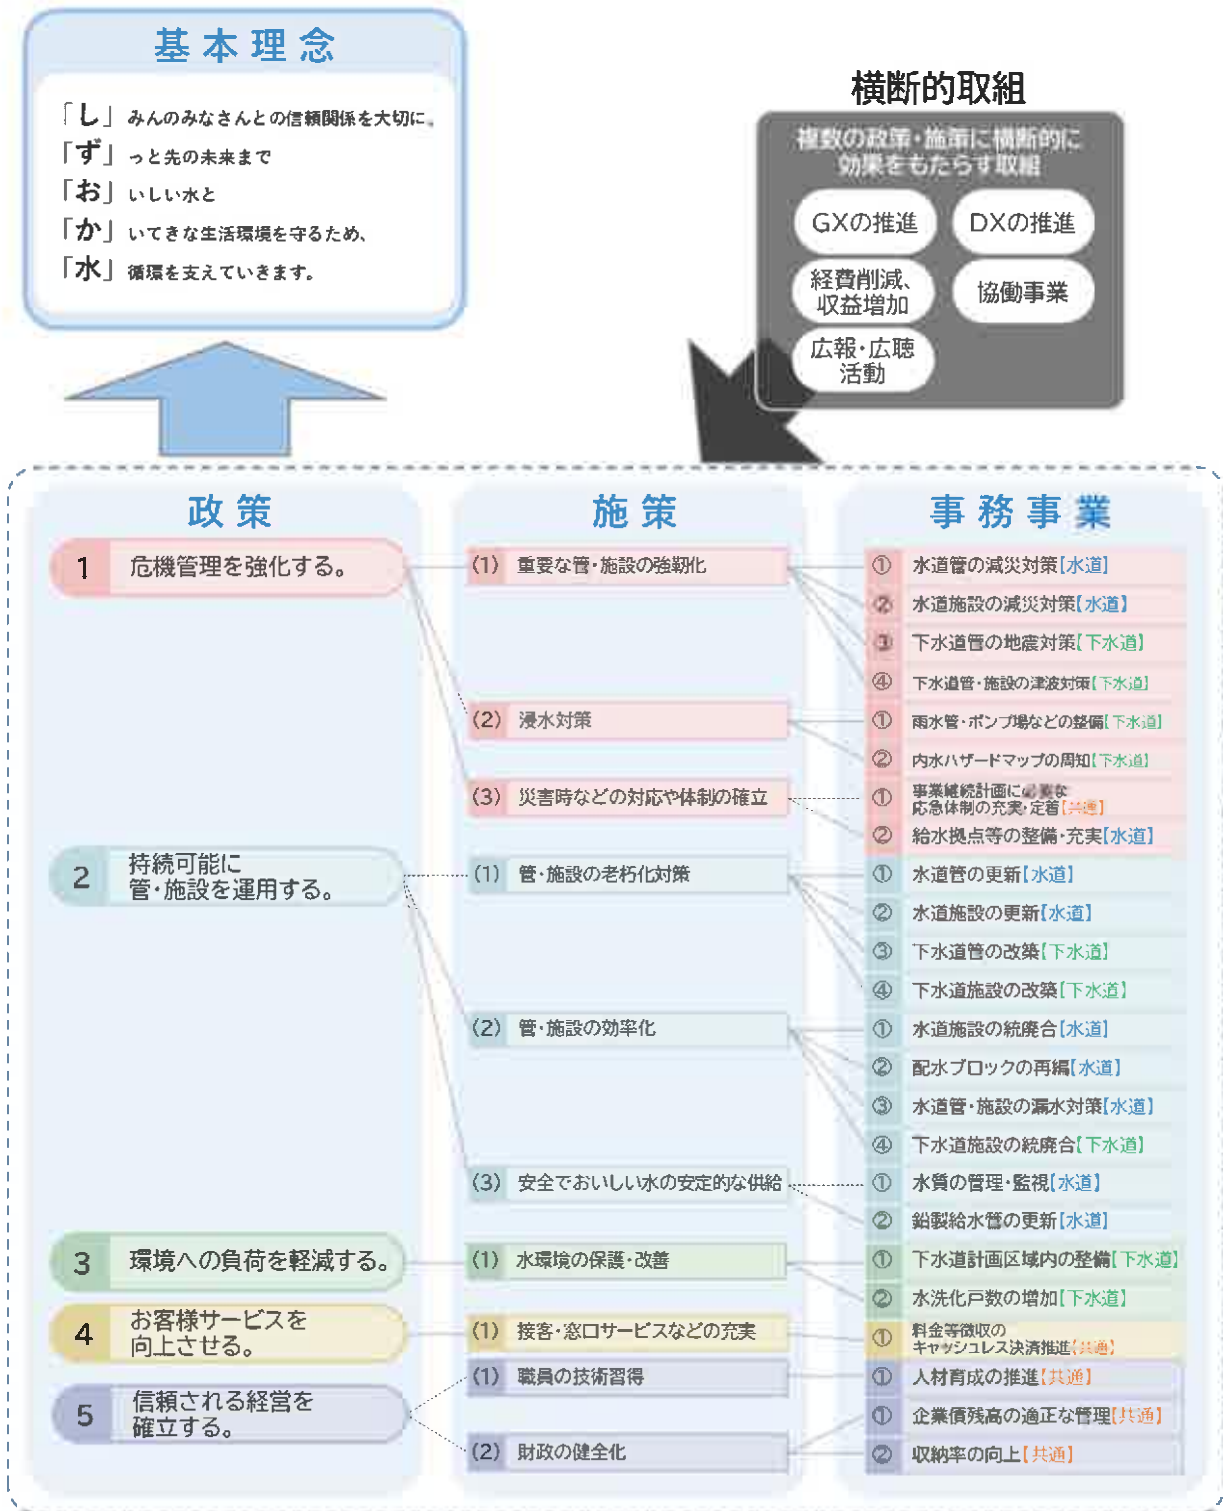 基本理念
「し」みんのみなさんとの信頼関係を大切に。
「ず」っと先の未来まで
「お」いしい水と
「か」いてきな生活環境を守るため、
「水」循環を支えていきます。
横断的取組
複数の政策・施策に横断的に
効果をもたらす取組
GXの推進
DXの推進
経費削減、
収益増加
協働事業
広報・広聴
活動
政策
施策
事務事業
1 危機管理を強化する。
(1) 重要な管・施設の強靭化
① 水道管の減災対策【水道】
② 水道施設の減災対策【水道】
③ 下水道管の地震対策【下水道】
④ 下水道管・施設の津波対策【下水道】
(2) 浸水対策
① 雨水管・ポンプ場などの整備【下水道】
② 内水ハザードマップの周知【下水道】
(3) 災害時などの対応や体制の確立
① 事業継続計画に必要な
応急体制の充実・定着【共通】
② 給水拠点等の整備・充実【水道】
2 持続可能に
管・施設を運用する。
(1) 管・施設の老朽化対策
① 水道管の更新【水道】
② 水道施設の更新【水道】
③ 下水道管の改築【下水道】
④ 下水道施設の改築【下水道】
(2) 管・施設の効率化
① 水道施設の統廃合【水道】
② 配水ブロックの再編【水道】
③ 水道管・施設の漏水対策【水道】
④ 下水道施設の統廃合【下水道】
(3) 安全でおいしい水の安定的な供給
① 水質の管理・監視【水道】
② 鉛製給水管の更新【水道】
3 環境への負荷を軽減する。
(1) 水環境の保護・改善
① 下水道計画区域内の整備【下水道】
② 水洗化戸数の増加【下水道】
4 お客様サービスを
向上させる。
(1) 接客・窓口サービスなどの充実
① 料金等徴収の
キャッシュレス決済推進【共通】
5 信頼される経営を
確立する。
(1) 職員の技術習得
① 人材育成の推進【共通】
(2) 財政の健全化
① 企業債残高の適正な管理【共通】
② 収納率の向上【共通】